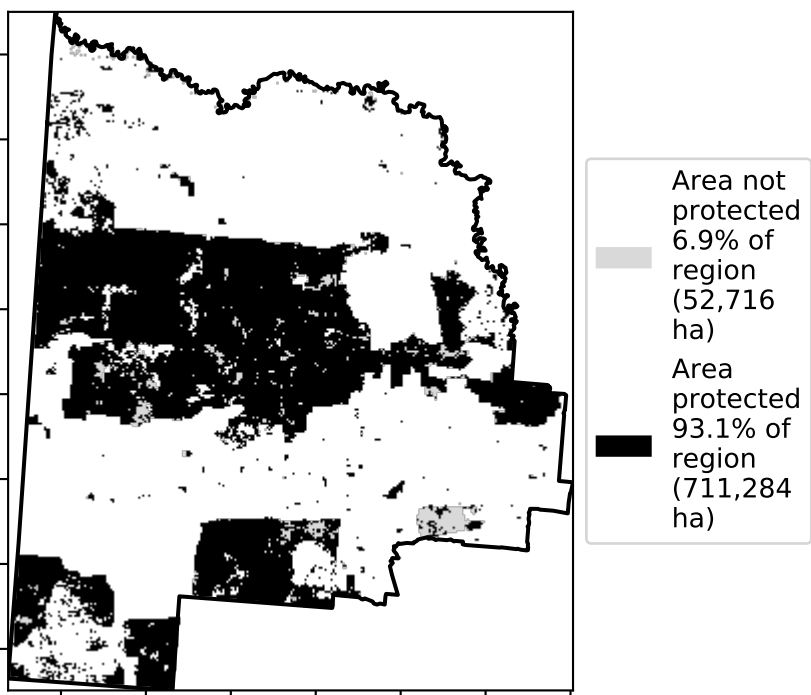 Area not
protected
6.9% of
region
(52,716
ha)
Area
protected
93.1% of
region
(711,284
ha)